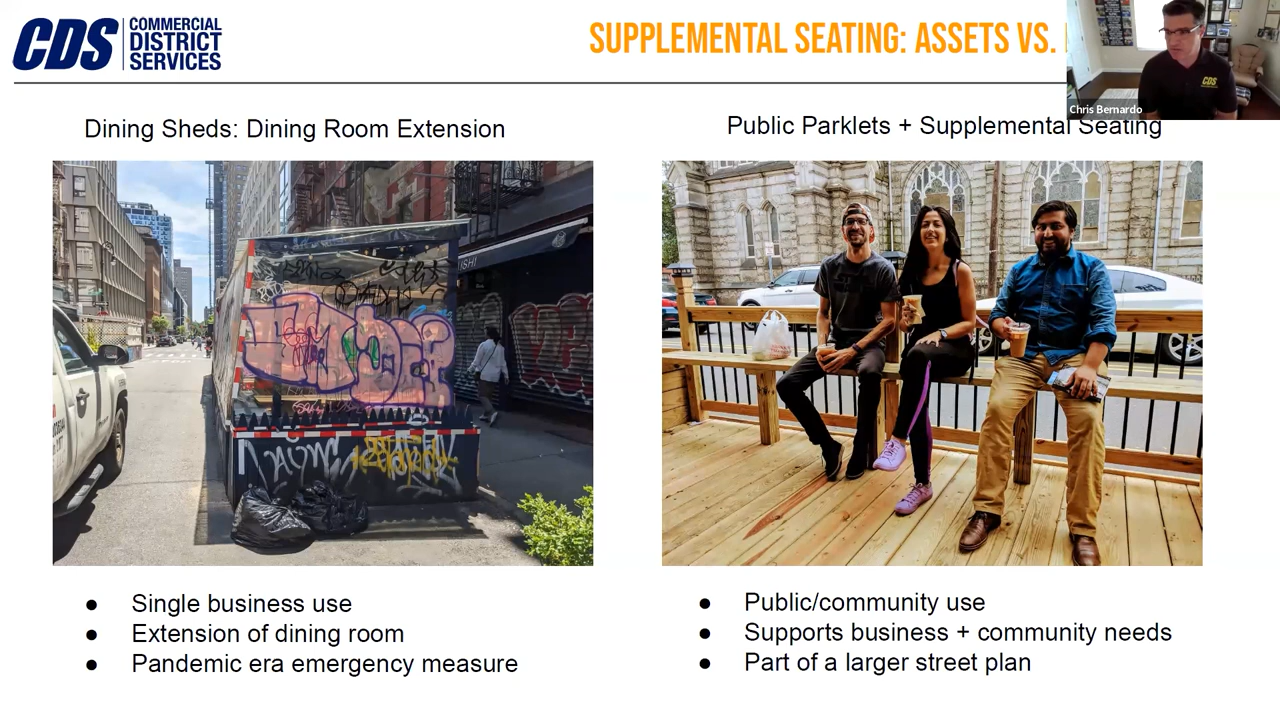 CDS COMMERCIAL
DISTRICT
SERVICES
SUPPLEMENTAL SEATING: ASSETS VS.
Chris Bernardo
CDS
Dining Sheds: Dining Room Extension
Public Parklets + Supplemental Seating
● Single business use
● Extension of dining room
● Pandemic era emergency measure
● Public/community use
● Supports business + community needs
● Part of a larger street plan